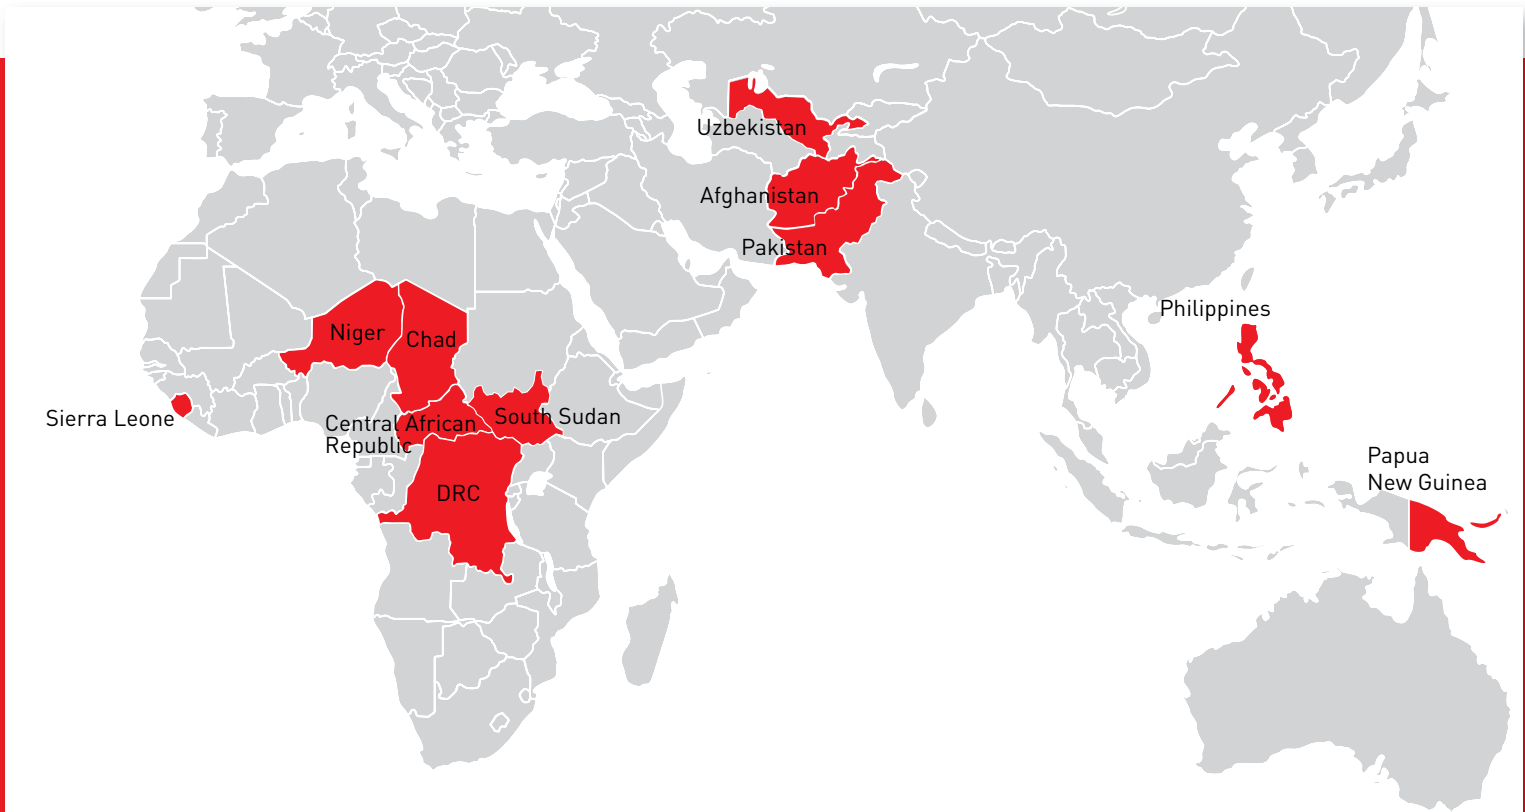 Uzbekistan
Afghanistan
Pakistan
Philippines
Niger
Chad
Sierra Leone
Central African
Republic
South Sudan
Papua
New Guinea
DRC